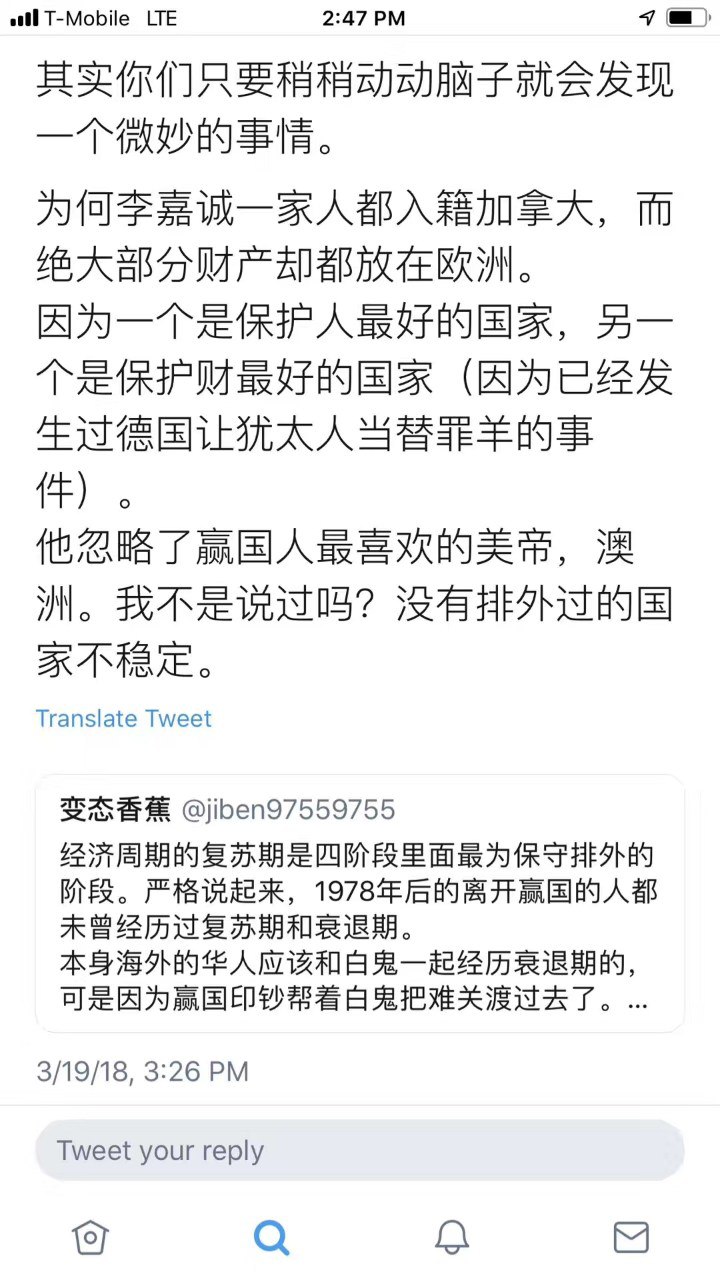 T-Mobile LTE 2:47 PM
其实你们只要稍稍动动脑子就会发现
一个微妙的事情。
为何李嘉诚一家人都入籍加拿大，而
绝大部分财产却都放在欧洲。
因为一个是保护人最好的国家，另一
个是保护财最好的国家（因为已经发
生过德国让犹太人当替罪羊的事
件）。
他忽略了赢国人最喜欢的美帝，澳
洲。我不是说过吗？没有排外过的国
家不稳定。
Translate Tweet
变态香蕉 @jiben97559755
经济周期的复苏期是四阶段里面最为保守排外的
阶段。严格说起来，1978年后的离开赢国的人都
未曾经历过复苏期和衰退期。
本身海外的华人应该和白鬼一起经历衰退期的，
可是因为赢国印钞帮着白鬼把难关渡过去了。...
3/19/18, 3:26 PM
Tweet your reply